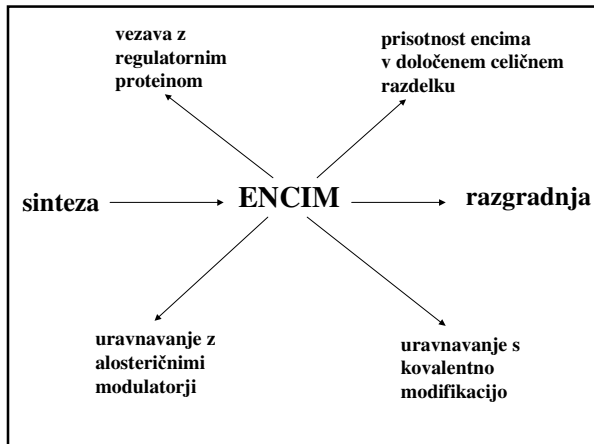 vezava z
regulatornim
proteinom
prisotnost encima
v določenem celičnem
razdelku
sinteza
ENCIM
razgradnja
uravnavanje z
alosteričnimi
modulatorji
uravnavanje s
kovalentno
modifikacijo